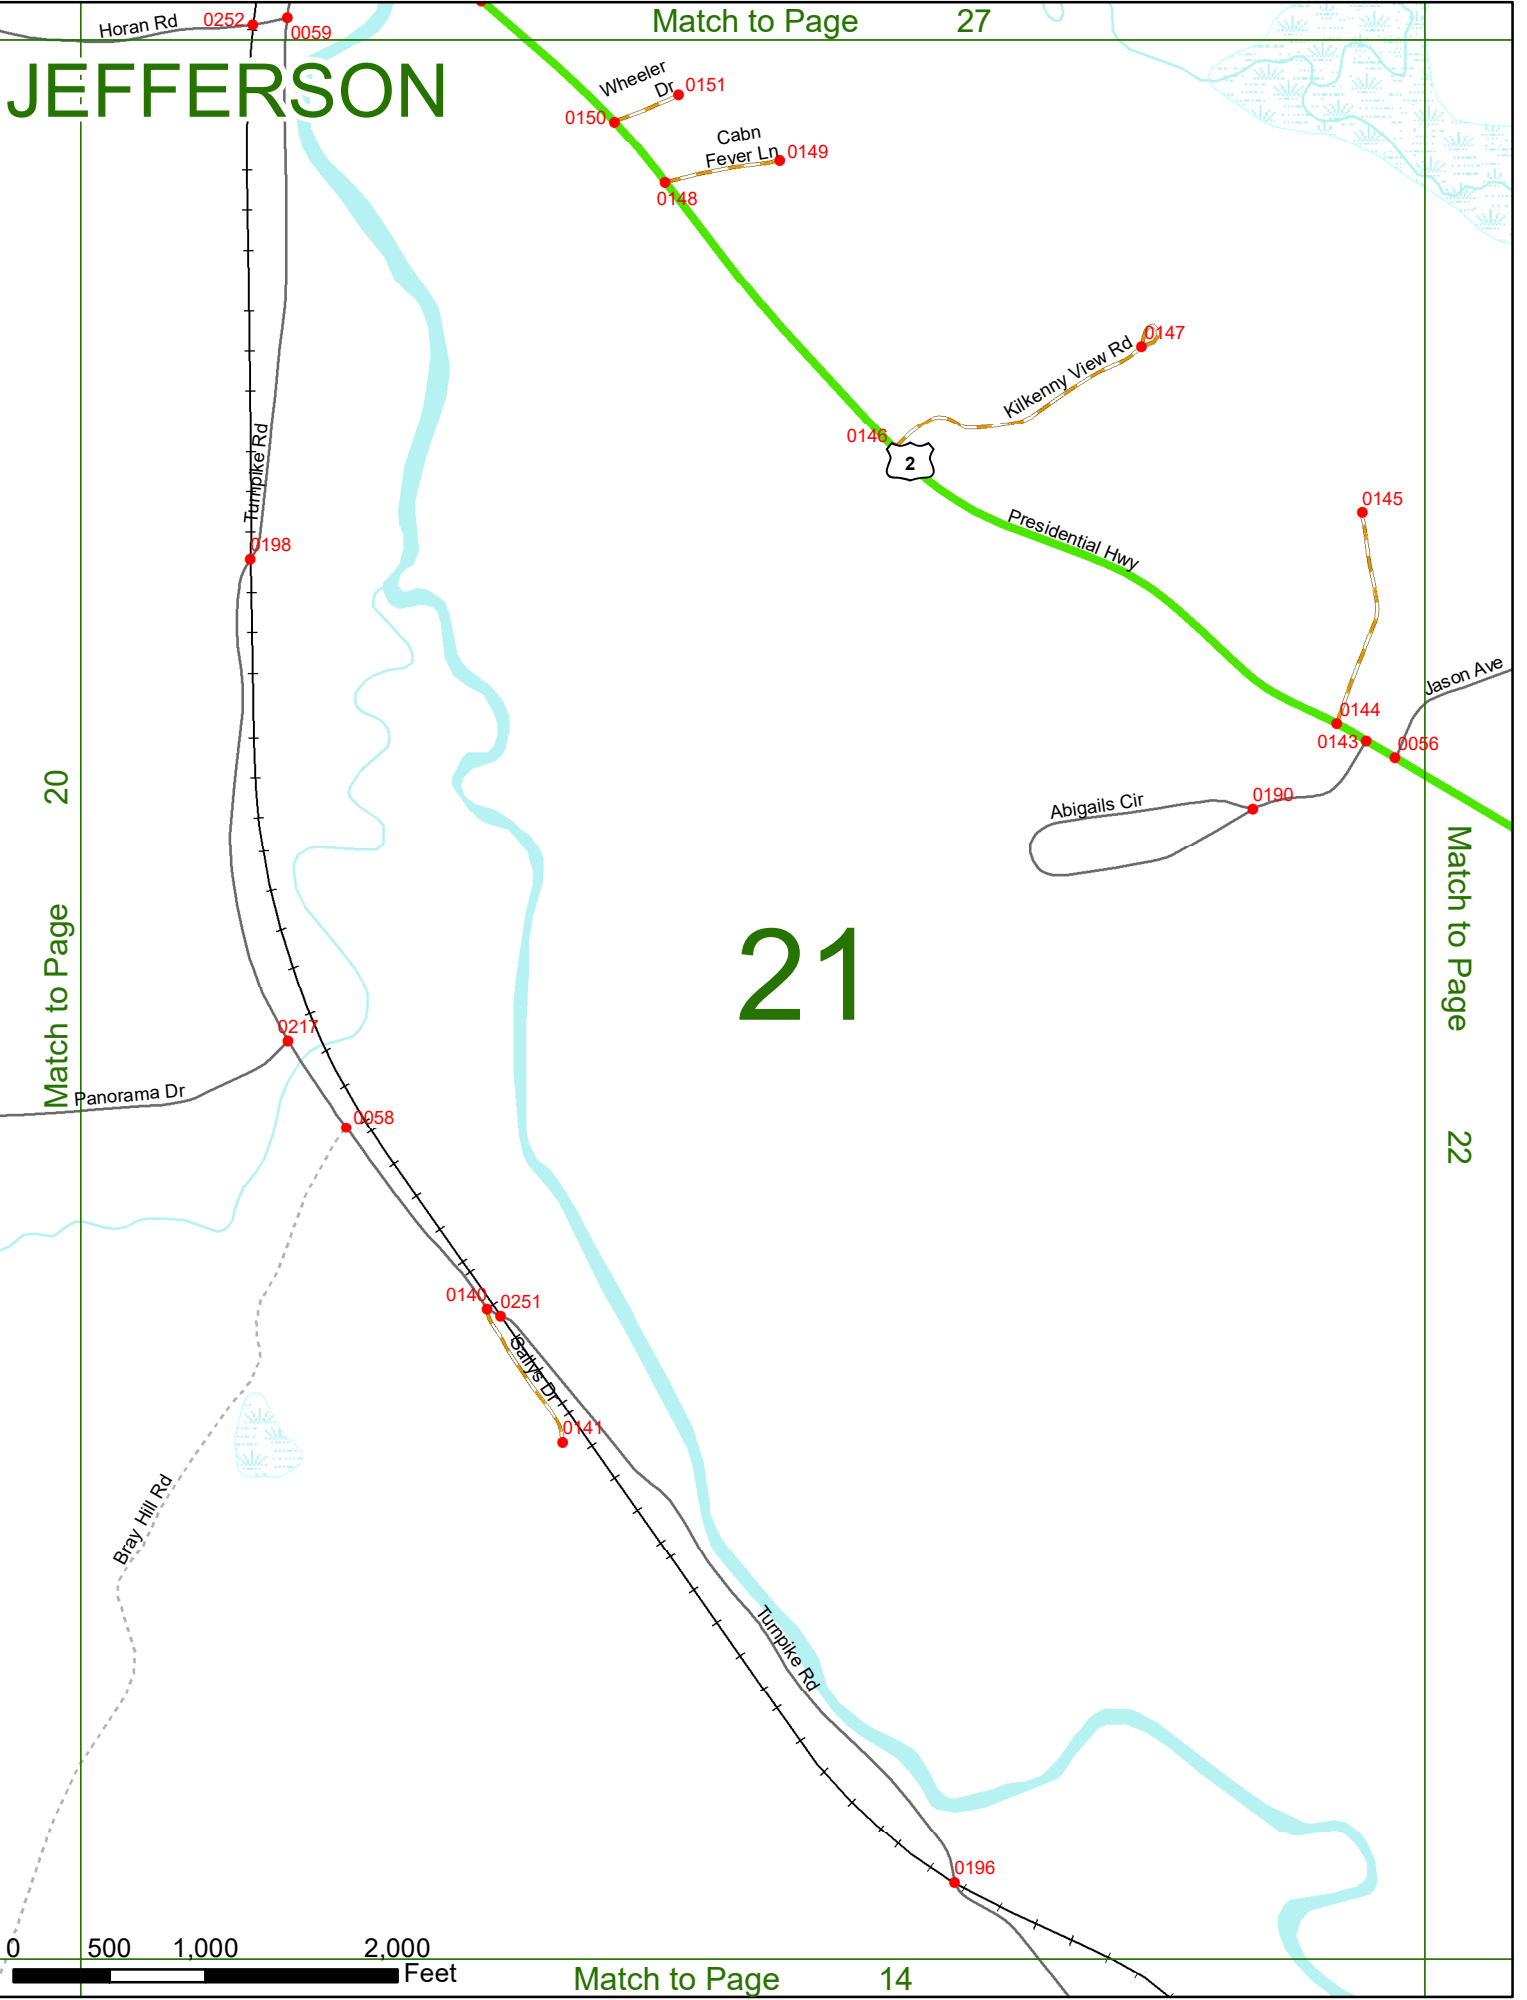 Match to Page 27
Horan Rd
0252
0059
JEFFERSON
Wheeler
Dr
0151
0150
Cabn
Fever Ln
0149
0148
0147
Kilkenny View Rd
0146
2
Turnpike Rd
0198
Presidential Hwy
0145
Jason Ave
0144
0143
0056
0190
Abigails Cir
Match to Page 20
21
Match to Page 22
0217
Panorama Dr
0058
0140
0251
Sallys Dr
0141
Bray Hill Rd
Turnpike Rd
0196
0 500 1,000 2,000
Feet
Match to Page 14